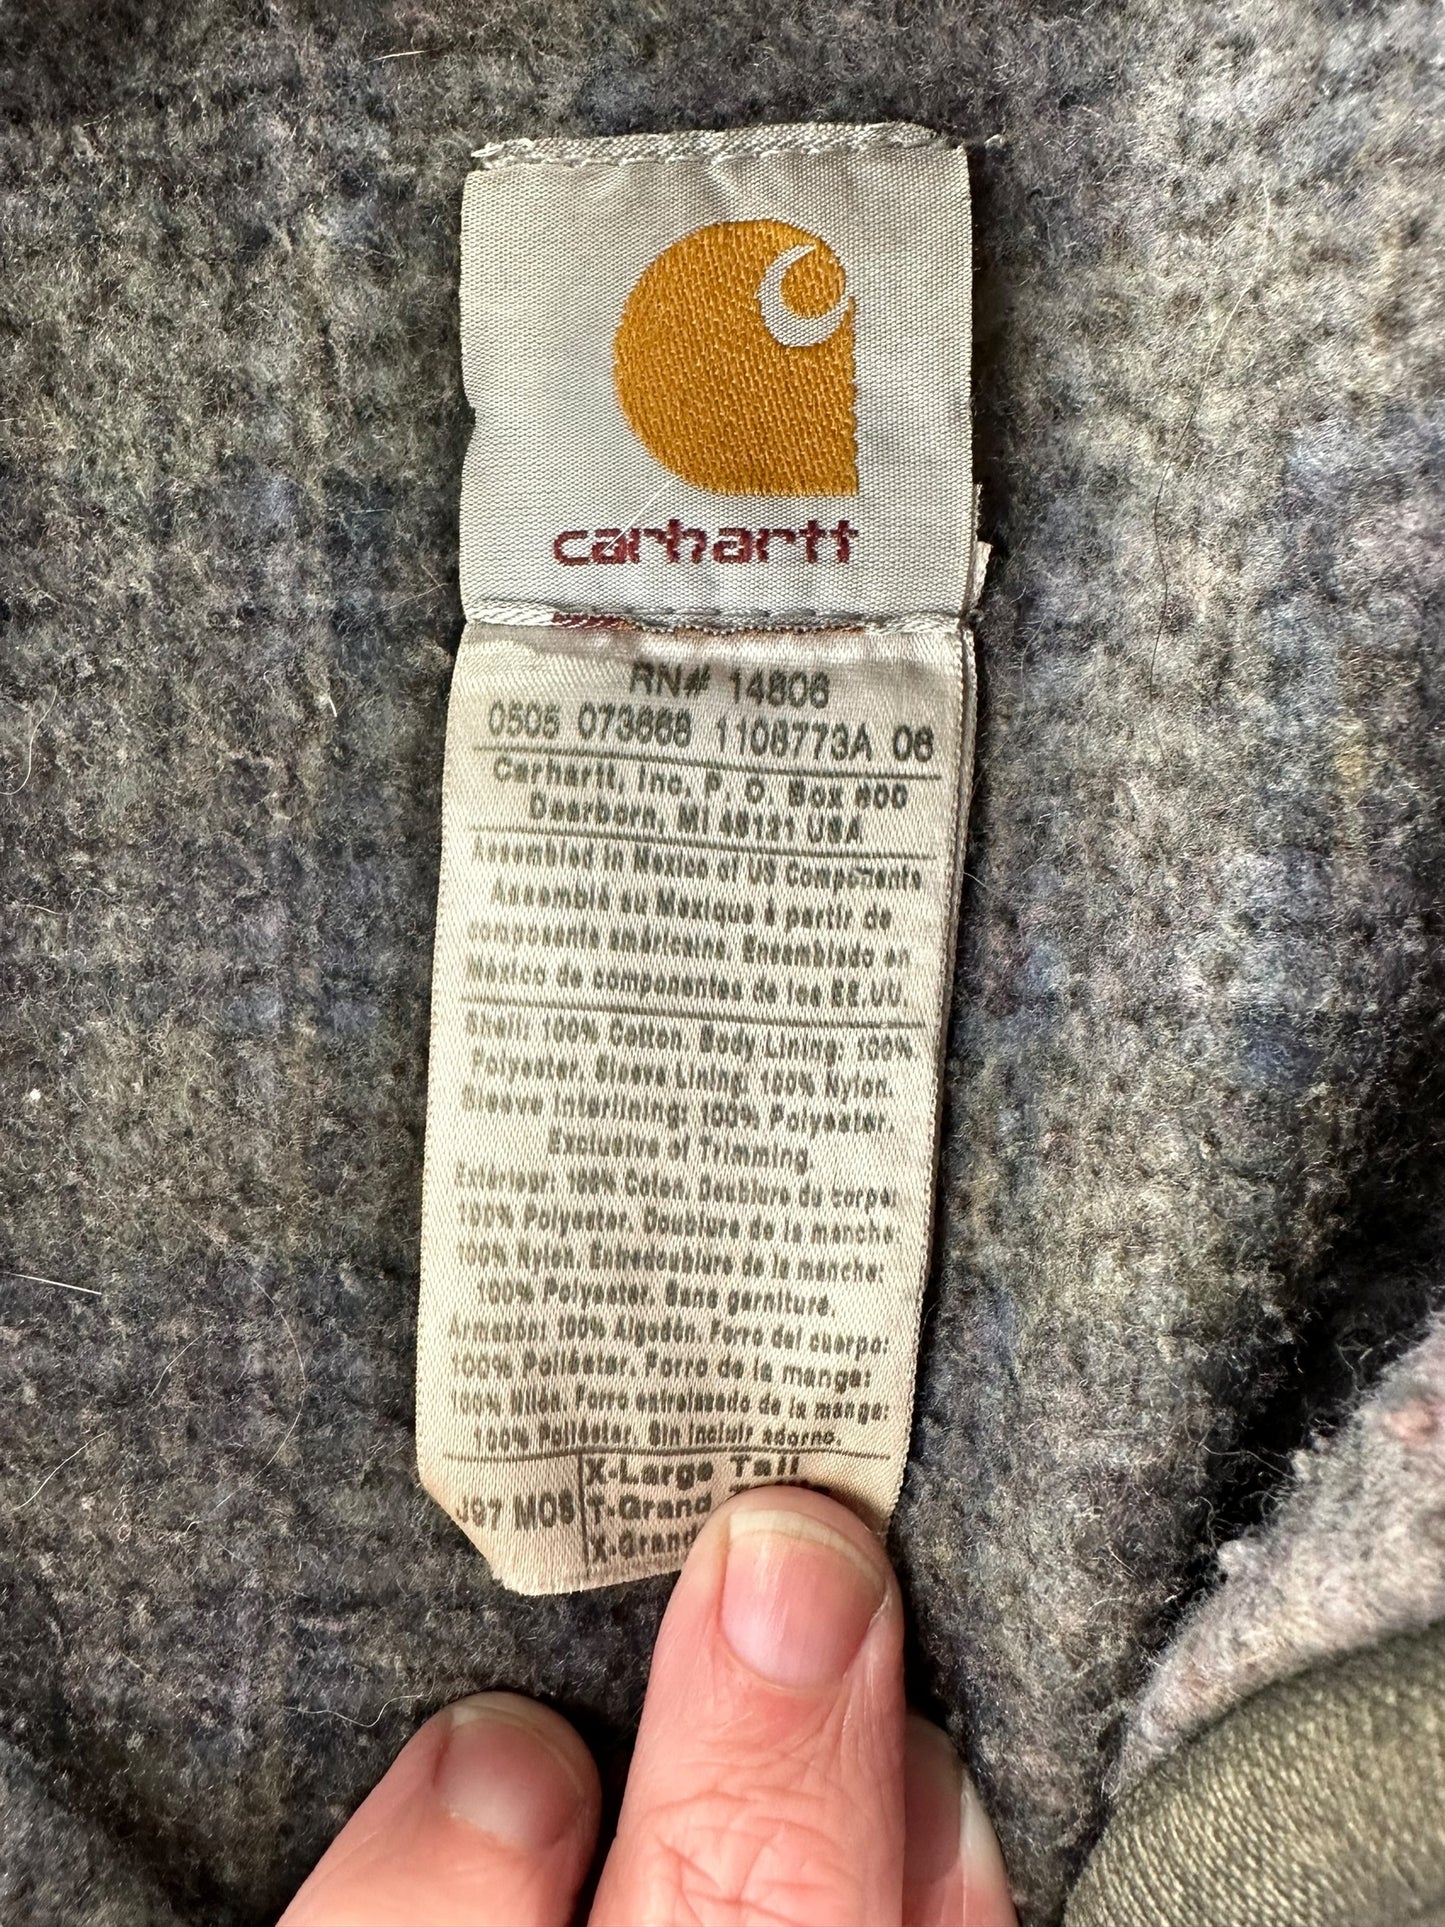 carhartt
RN# 14806
0505 073668 1108773A 06
Carhartt, Inc. P. O. Box 600
Dearborn, MI 48121 USA
Assembled in Mexico of US Components
Assemblé au Mexique à partir de
composants américains. Ensamblado en
México de componentes de los EE.UU.
Shell: 100% Cotton. Body Lining: 100%
Polyester. Sleeve Lining: 100% Nylon.
Sleeve Interlining: 100% Polyester.
Exclusive of Trimming.
Extérieur: 100% Coton. Doublure du corps:
100% Polyester. Doublure de la manche:
100% Nylon. Entredoublure de la manche:
100% Polyester. Sans garniture.
Armazón: 100% Algodón. Forro del cuerpo:
100% Poliéster. Forro de la manga:
100% Nilón. Forro entrelazado de la manga:
100% Poliéster. Sin incluir adorno.
J97 MOS
X-Large Tall
T-Grand
X-Grand